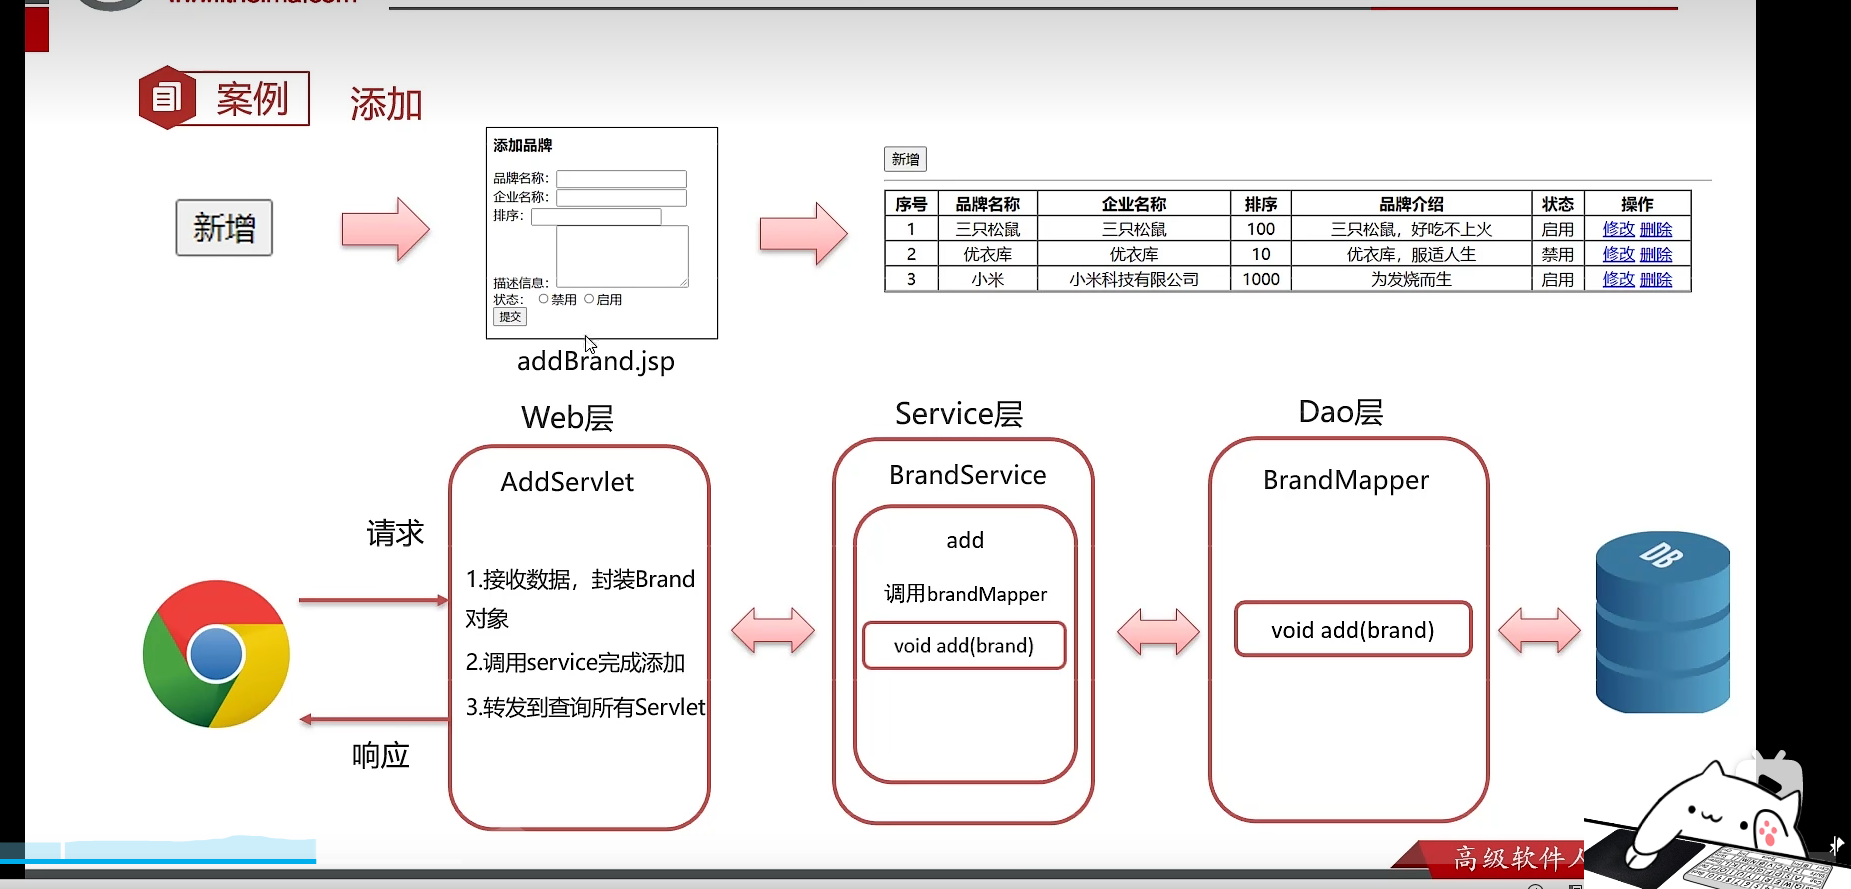 案例
添加
新增
添加品牌
品牌名称：
企业名称：
排序：
描述信息：
状态： 禁用 启用
提交
addBrand.jsp
新增
序号 品牌名称 企业名称 排序 品牌介绍 状态 操作
1 三只松鼠 三只松鼠 100 三只松鼠，好吃不上火 启用 修改 删除
2 优衣库 优衣库 10 优衣库，服适人生 禁用 修改 删除
3 小米 小米科技有限公司 1000 为发烧而生 启用 修改 删除
请求
响应
Web层
AddServlet
1.接收数据，封装Brand
对象
2.调用service完成添加
3.转发到查询所有Servlet
Service层
BrandService
add
调用brandMapper
void add(brand)
Dao层
BrandMapper
void add(brand)
DB
高级软件人